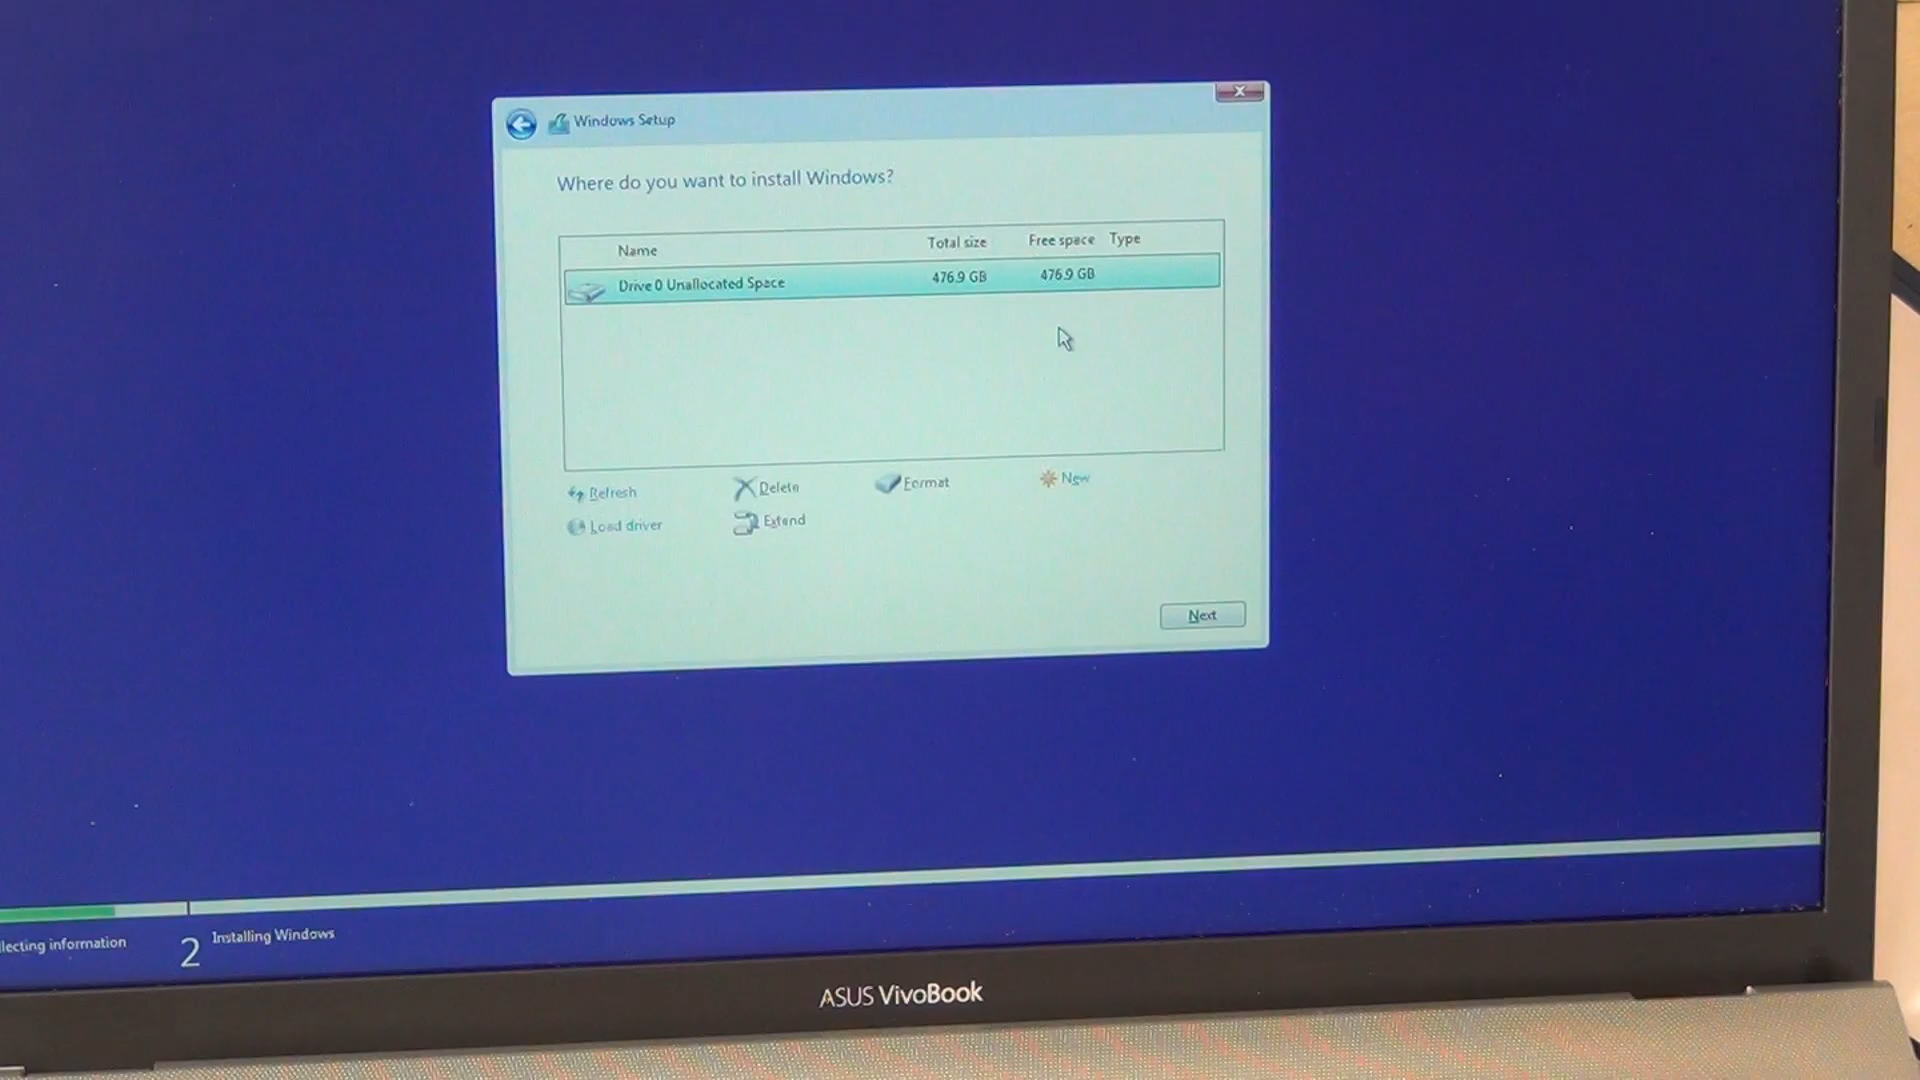 Windows Setup
X
Where do you want to install Windows?
Name Total size Free space Type
Drive 0 Unallocated Space 476.9 GB 476.9 GB
Refresh Delete Format New
Load driver Extend
Next
llecting information 2 Installing Windows
ASUS VivoBook